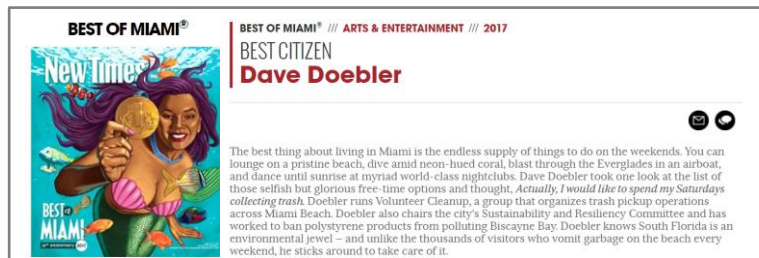 BEST OF MIAMI®
BEST OF MIAMI® /// ARTS & ENTERTAINMENT /// 2017
BEST CITIZEN
Dave Doebler
New Times
The best thing about living in Miami is the endless supply of things to do on the weekends. You can
lounge on a pristine beach, dive amid neon-hued coral, blast through the Everglades in an airboat,
and dance until sunrise at myriad world-class nightclubs. Dave Doebler took one look at the list of
those selfish but glorious free-time options and thought, Actually, I would like to spend my Saturdays
collecting trash. Doebler runs Volunteer Cleanup, a group that organizes trash pickup operations
across Miami Beach. Doebler also chairs the city's Sustainability and Resiliency Committee and has
worked to ban polystyrene products from polluting Biscayne Bay. Doebler knows South Florida is an
environmental jewel – and unlike the thousands of visitors who vomit garbage on the beach every
weekend, he sticks around to take care of it.
BEST of
MIAMI